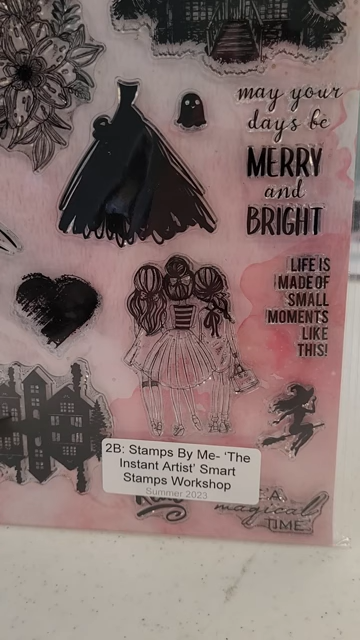 may your
days be
MERRY
and
BRIGHT
LIFE IS
MADE OF
SMALL
MOMENTS
LIKE
THIS!
2B: Stamps By Me- 'The
Instant Artist' Smart
Stamps Workshop
Summer 2023
A
magical
TIME